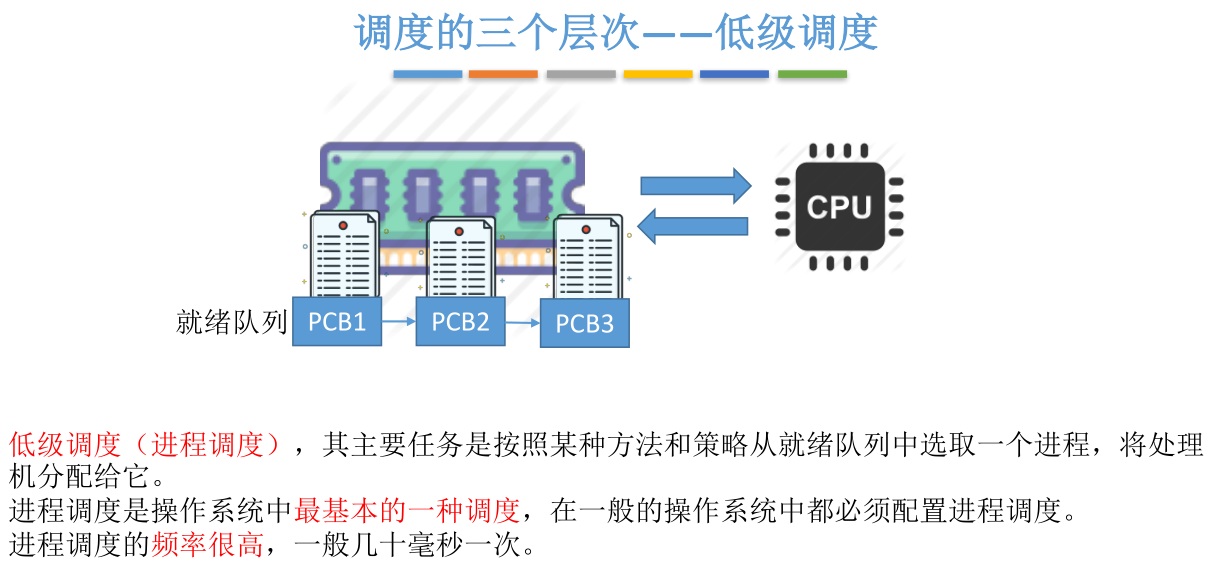 调度的三个层次——低级调度
CPU
就绪队列 PCB1 PCB2 PCB3
低级调度（进程调度），其主要任务是按照某种方法和策略从就绪队列中选取一个进程，将处理
机分配给它。
进程调度是操作系统中最基本的一种调度，在一般的操作系统中都必须配置进程调度。
进程调度的频率很高，一般几十毫秒一次。